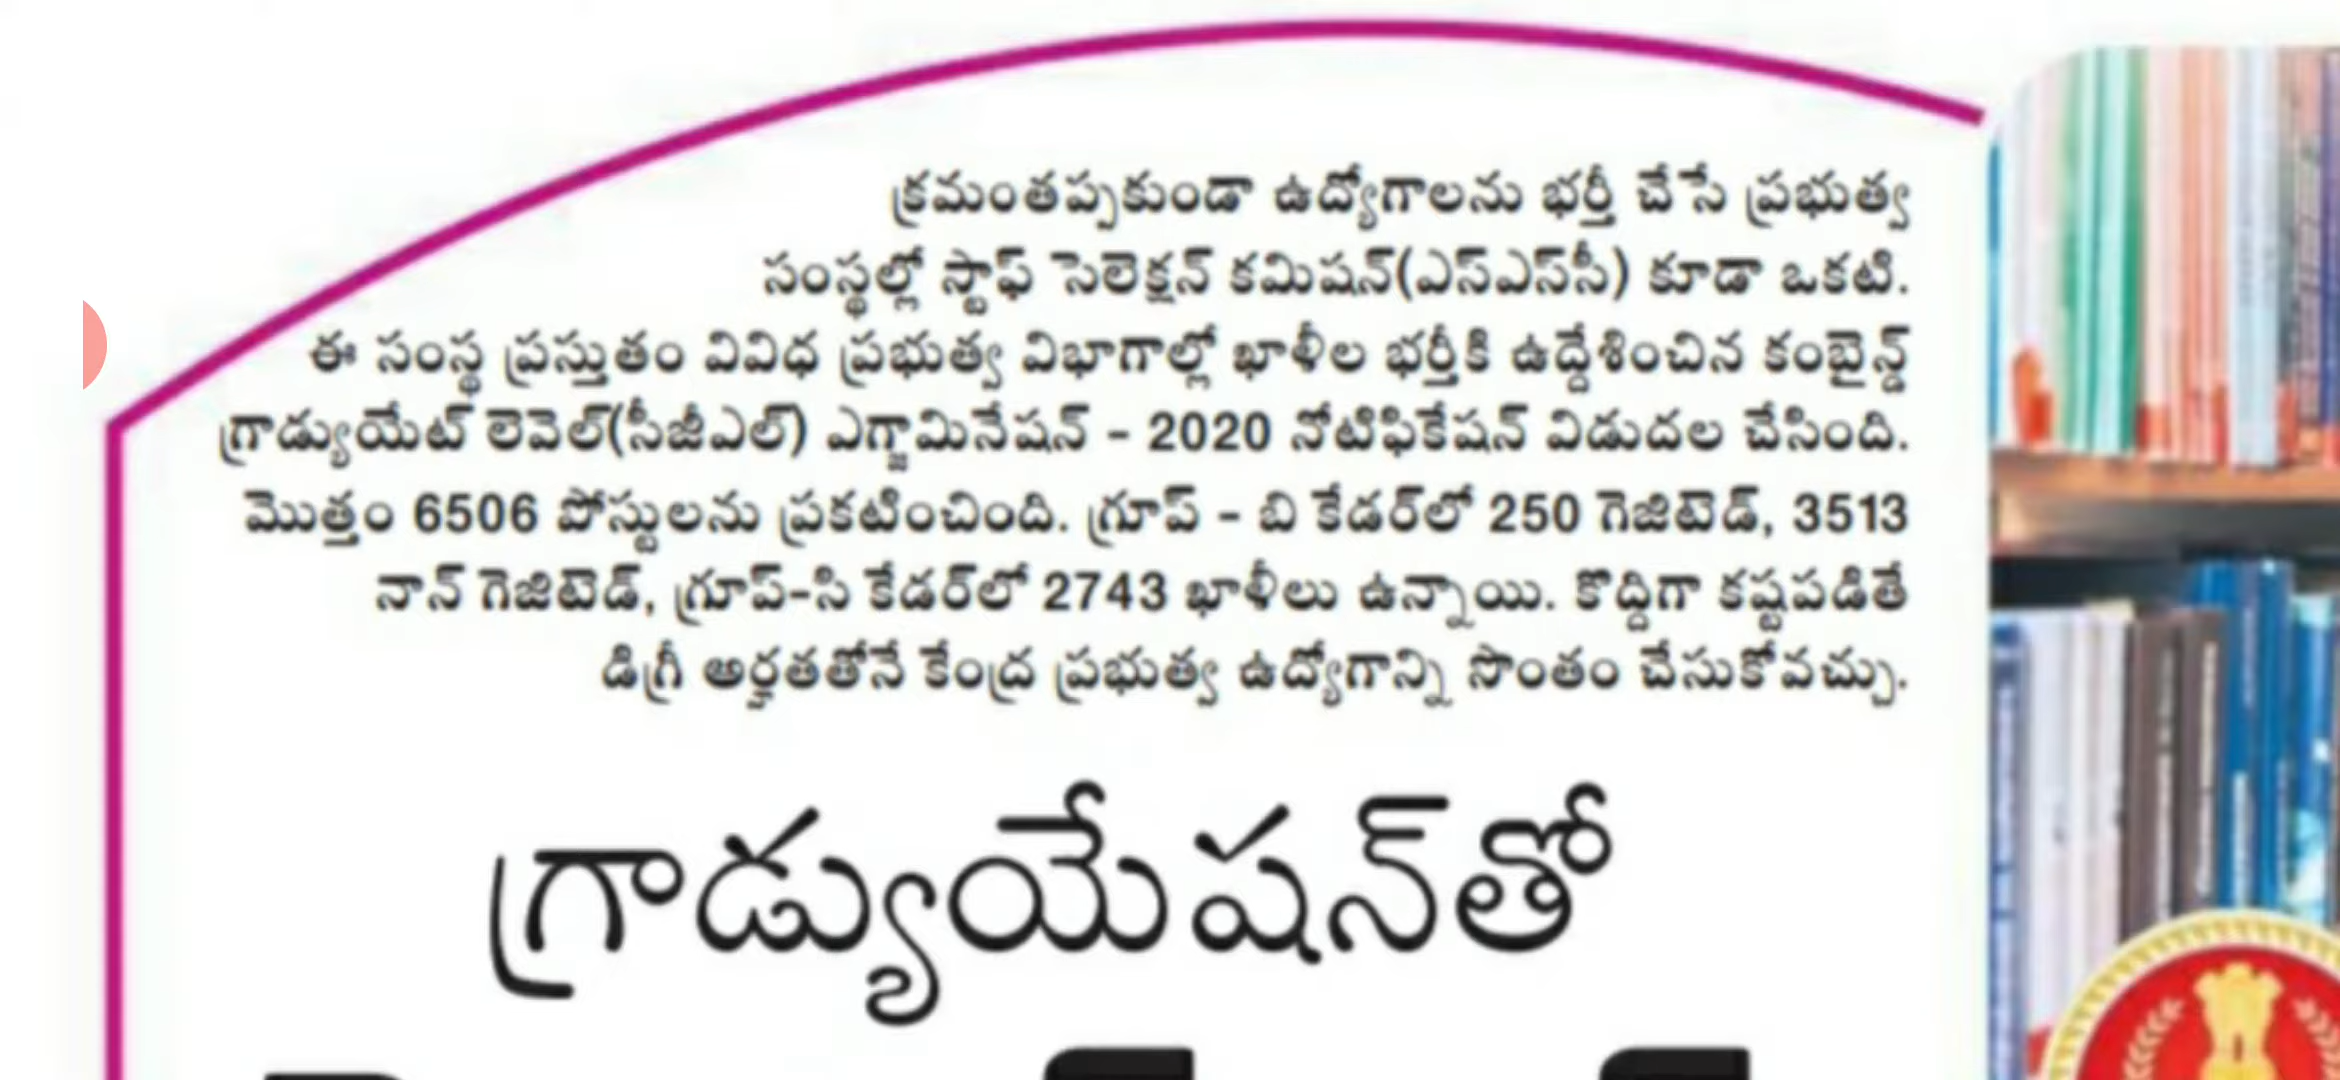 క్రమంతప్పకుండా ఉద్యోగాలను భర్తీ చేసే ప్రభుత్వ
సంస్థల్లో స్టాఫ్ సెలెక్షన్ కమిషన్(ఎస్ఎస్‌సీ) కూడా ఒకటి.
ఈ సంస్థ ప్రస్తుతం వివిధ ప్రభుత్వ విభాగాల్లో ఖాళీల భర్తీకి ఉద్దేశించిన కంబైన్డ్
గ్రాడ్యుయేట్ లెవెల్(సీజీఎల్) ఎగ్జామినేషన్ - 2020 నోటిఫికేషన్ విడుదల చేసింది.
మొత్తం 6506 పోస్టులను ప్రకటించింది. గ్రూప్ - బి కేడర్‌లో 250 గెజిటెడ్, 3513
నాన్ గెజిటెడ్, గ్రూప్-సి కేడర్‌లో 2743 ఖాళీలు ఉన్నాయి. కొద్దిగా కష్టపడితే
డిగ్రీ అర్హతతోనే కేంద్ర ప్రభుత్వ ఉద్యోగాన్ని సొంతం చేసుకోవచ్చు.
గ్రాడ్యుయేషన్‌తో